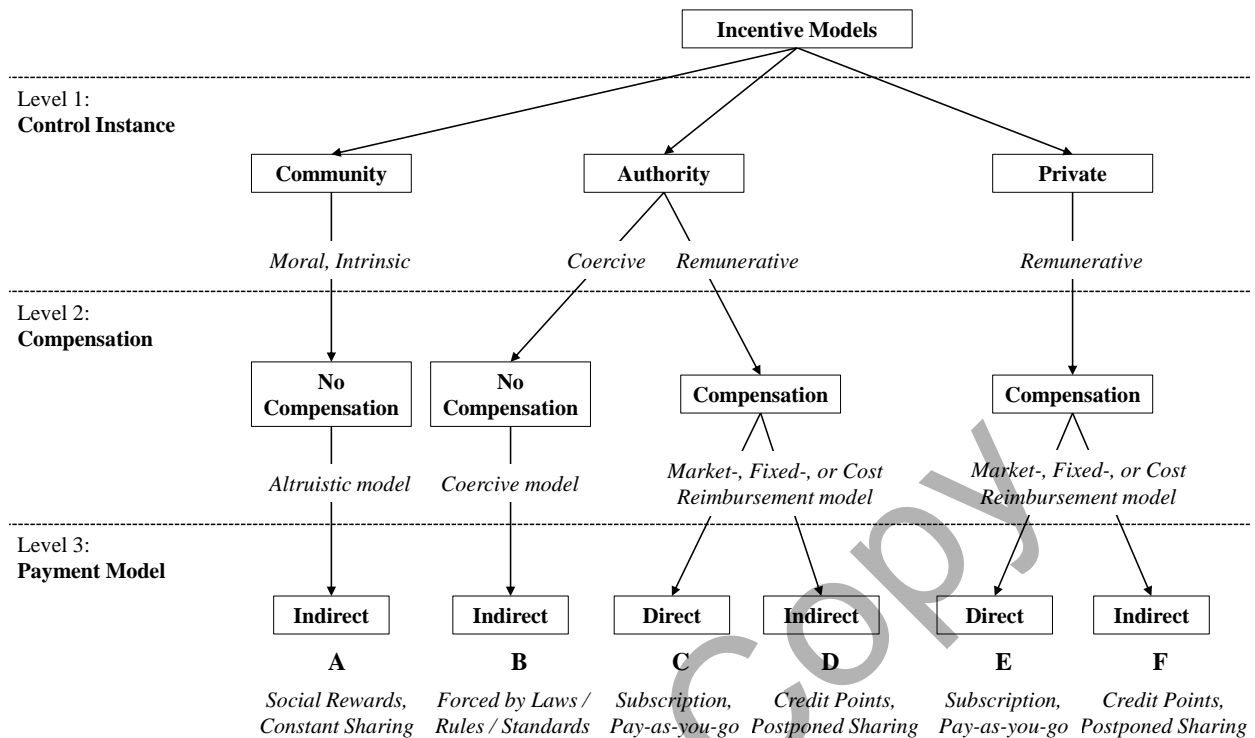 Incentive Models
Level 1:
Control Instance
Community
Authority
Private
Moral, Intrinsic
Coercive
Remunerative
Remunerative
Level 2:
Compensation
No
Compensation
No
Compensation
Compensation
Compensation
Altruistic model
Coercive model
Market-, Fixed-, or Cost
Reimbursement model
Market-, Fixed-, or Cost
Reimbursement model
Level 3:
Payment Model
Indirect
Indirect
Direct
Indirect
Direct
Indirect
A
B
C
D
E
F
Social Rewards,
Constant Sharing
Forced by Laws /
Rules / Standards
Subscription,
Pay-as-you-go
Credit Points,
Postponed Sharing
Subscription,
Pay-as-you-go
Credit Points,
Postponed Sharing
Copy